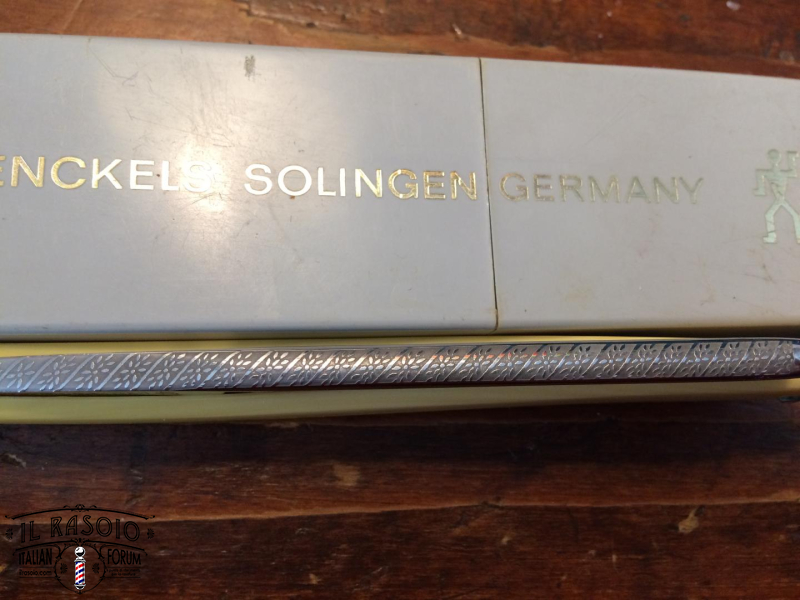 ENCKELS SOLINGEN GERMANY
IL RASOIO
ITALIAN FORUM